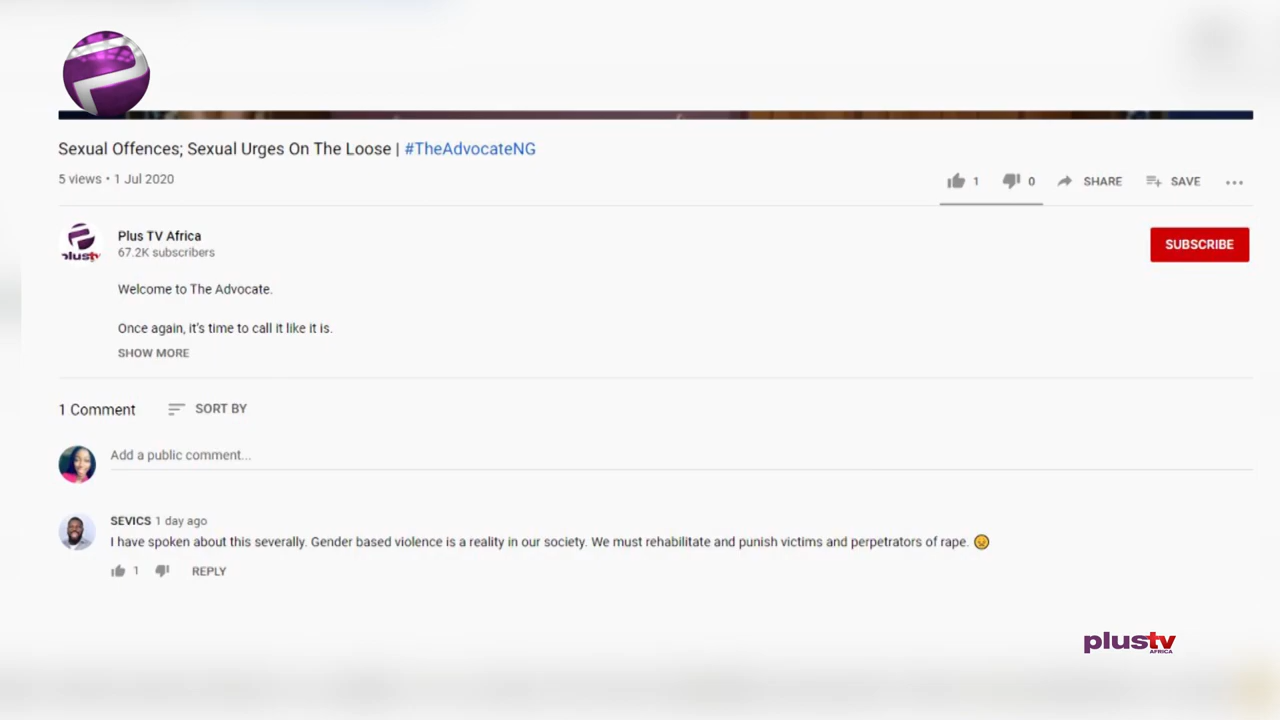 Sexual Offences; Sexual Urges On The Loose | #TheAdvocateNG
5 views • 1 Jul 2020
1
0
SHARE
SAVE
Plus TV Africa
67.2K subscribers
SUBSCRIBE
plustv
Welcome to The Advocate.
Once again, it's time to call it like it is.
SHOW MORE
1 Comment
SORT BY
Add a public comment...
SEVICS 1 day ago
I have spoken about this severally. Gender based violence is a reality in our society. We must rehabilitate and punish victims and perpetrators of rape. 😣
1
REPLY
plustv
AFRICA